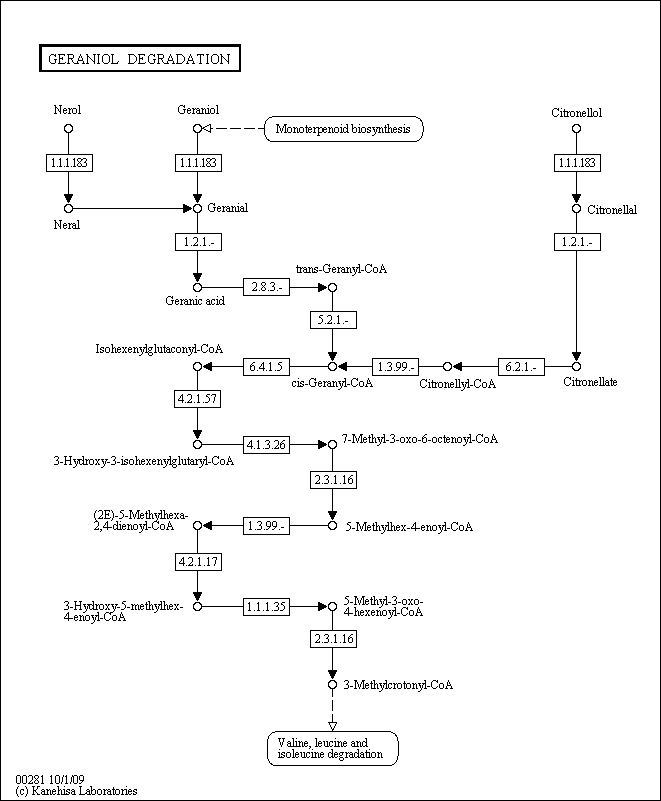 GERANIOL DEGRADATION
Nerol
Geraniol
Citronellol
Monoterpenoid biosynthesis
1.1.1.183
1.1.1.183
1.1.1.183
Neral
Geranial
Citronellal
1.2.1.-
1.2.1.-
trans-Geranyl-CoA
2.8.3.-
Geranic acid
5.2.1.-
Isohexenylglutaconyl-CoA
6.4.1.5
1.3.99.-
6.2.1.-
cis-Geranyl-CoA
Citronellyl-CoA
Citronellate
4.2.1.57
7-Methyl-3-oxo-6-octenoyl-CoA
4.1.3.26
3-Hydroxy-3-isohexenylglutaryl-CoA
2.3.1.16
(2E)-5-Methylhexa-
2,4-dienoyl-CoA
1.3.99.-
5-Methylhex-4-enoyl-CoA
4.2.1.17
3-Hydroxy-5-methylhex-
4-enoyl-CoA
1.1.1.35
5-Methyl-3-oxo-
4-hexenoyl-CoA
2.3.1.16
3-Methylcrotonyl-CoA
Valine, leucine and
isoleucine degradation
00281 10/1/09
(c) Kanehisa Laboratories